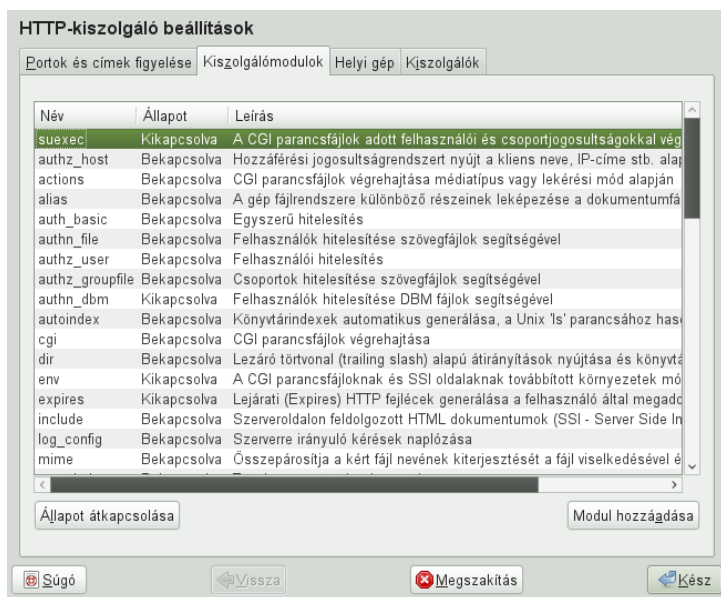 HTTP-kiszolgáló beállítások
Portok és címek figyelése Kiszolgálómodulok Helyi gép Kiszolgálók
Név Állapot Leírás
suexec Kikapcsolva A CGI parancsfájlok adott felhasználói és csoportjogosultságokkal vég
authz_host Bekapcsolva Hozzáférési jogosultságrendszert nyújt a kliens neve, IP-címe stb. alap
actions Bekapcsolva CGI parancsfájlok végrehajtása médiatípus vagy lekérési mód alapján
alias Bekapcsolva A gép fájlrendszere különböző részeinek leképezése a dokumentumfá
auth_basic Bekapcsolva Egyszerű hitelesítés
authn_file Bekapcsolva Felhasználók hitelesítése szövegfájlok segítségével
authz_user Bekapcsolva Felhasználói hitelesítés
authz_groupfile Bekapcsolva Csoportok hitelesítése szövegfájlok segítségével
authn_dbm Kikapcsolva Felhasználók hitelesítése DBM fájlok segítségével
autoindex Bekapcsolva Könyvtárindexek automatikus generálása, a Unix 'ls' parancsához haso
cgi Bekapcsolva CGI parancsfájlok végrehajtása
dir Bekapcsolva Lezáró törtvonal (trailing slash) alapú átirányítások nyújtása és könyvtá
env Kikapcsolva A CGI parancsfájloknak és SSI oldalaknak továbbított környezetek mó
expires Kikapcsolva Lejárati (Expires) HTTP fejlécek generálása a felhasználó által megado
include Bekapcsolva Szerveroldalon feldolgozott HTML dokumentumok (SSI - Server Side In
log_config Bekapcsolva Szerverre irányuló kérések naplózása
mime Bekapcsolva Összepárosítja a kért fájl nevének kiterjesztését a fájl viselkedésével é
Állapot átkapcsolása Modul hozzáadása
Súgó Vissza Megszakítás Kész